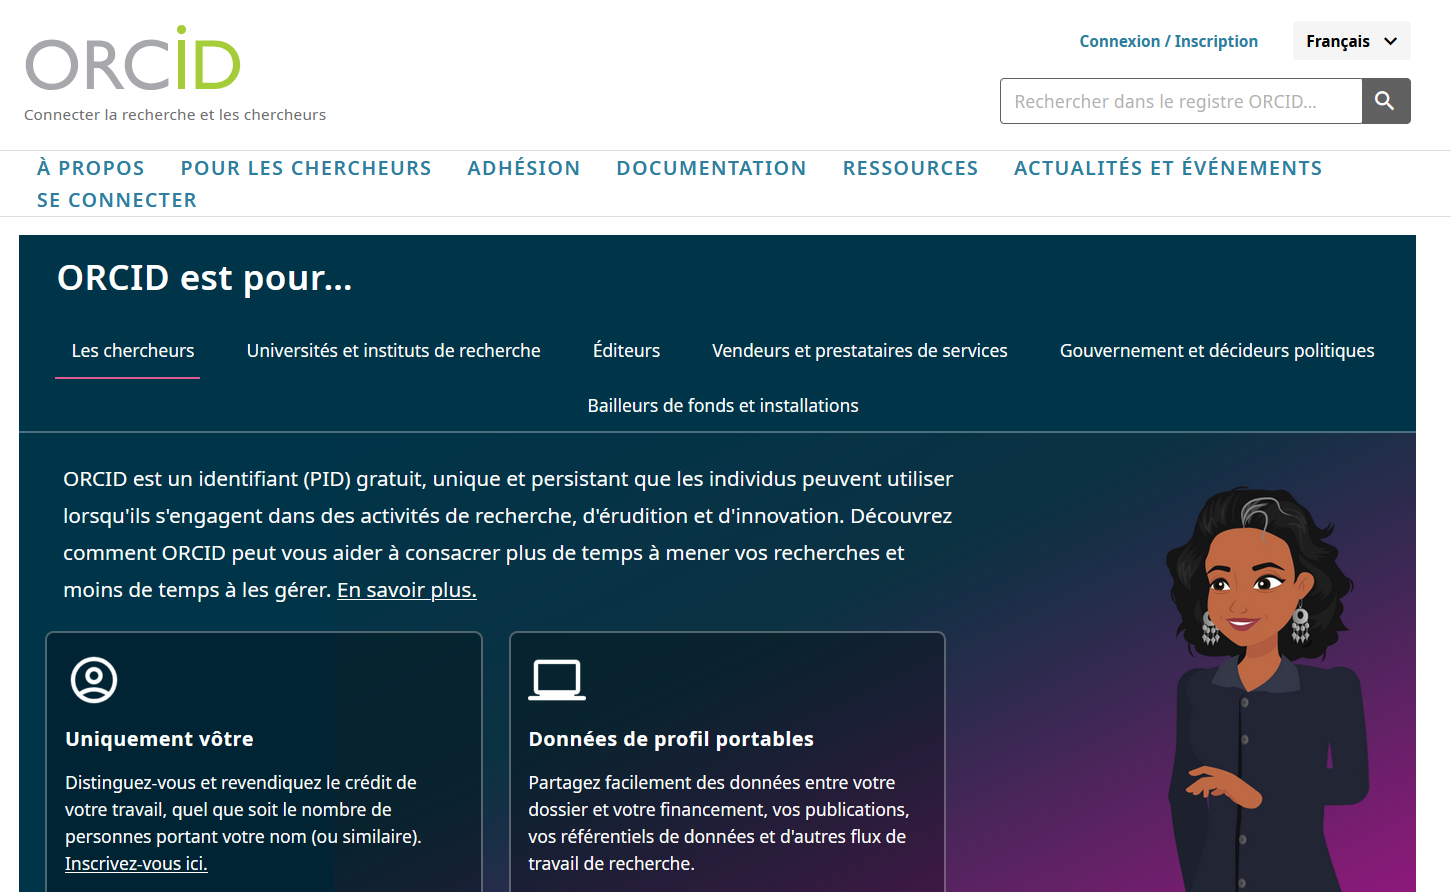 ORCiD
Connecter la recherche et les chercheurs
Connexion / Inscription
Français
Rechercher dans le registre ORCID...
À PROPOS
POUR LES CHERCHEURS
ADHÉSION
DOCUMENTATION
RESSOURCES
ACTUALITÉS ET ÉVÉNEMENTS
SE CONNECTER
ORCID est pour...
Les chercheurs
Universités et instituts de recherche
Éditeurs
Vendeurs et prestataires de services
Gouvernement et décideurs politiques
Bailleurs de fonds et installations
ORCID est un identifiant (PID) gratuit, unique et persistant que les individus peuvent utiliser
lorsqu'ils s'engagent dans des activités de recherche, d'érudition et d'innovation. Découvrez
comment ORCID peut vous aider à consacrer plus de temps à mener vos recherches et
moins de temps à les gérer. En savoir plus.
Uniquement vôtre
Distinguez-vous et revendiquez le crédit de
votre travail, quel que soit le nombre de
personnes portant votre nom (ou similaire).
Inscrivez-vous ici.
Données de profil portables
Partagez facilement des données entre votre
dossier et votre financement, vos publications,
vos référentiels de données et d'autres flux de
travail de recherche.